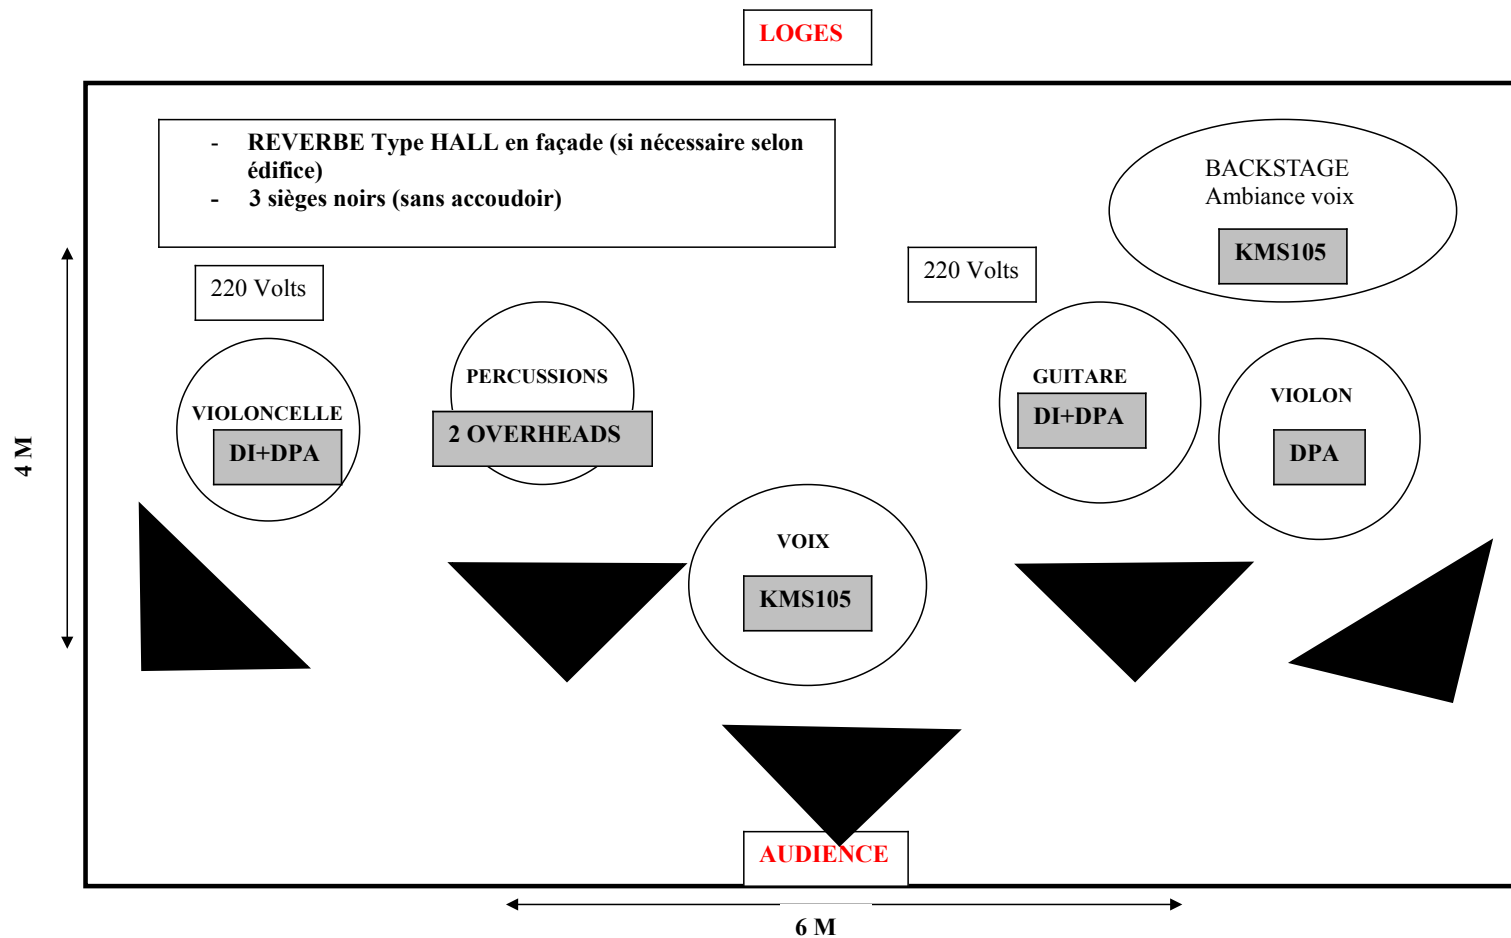 LOGES
- REVERBE Type HALL en façade (si nécessaire selon
édifice)
- 3 sièges noirs (sans accoudoir)
BACKSTAGE
Ambiance voix
KMS105
220 Volts
220 Volts
PERCUSSIONS
2 OVERHEADS
GUITARE
DI+DPA
VIOLON
DPA
VIOLONCELLE
DI+DPA
4 M
VOIX
KMS105
AUDIENCE
6 M